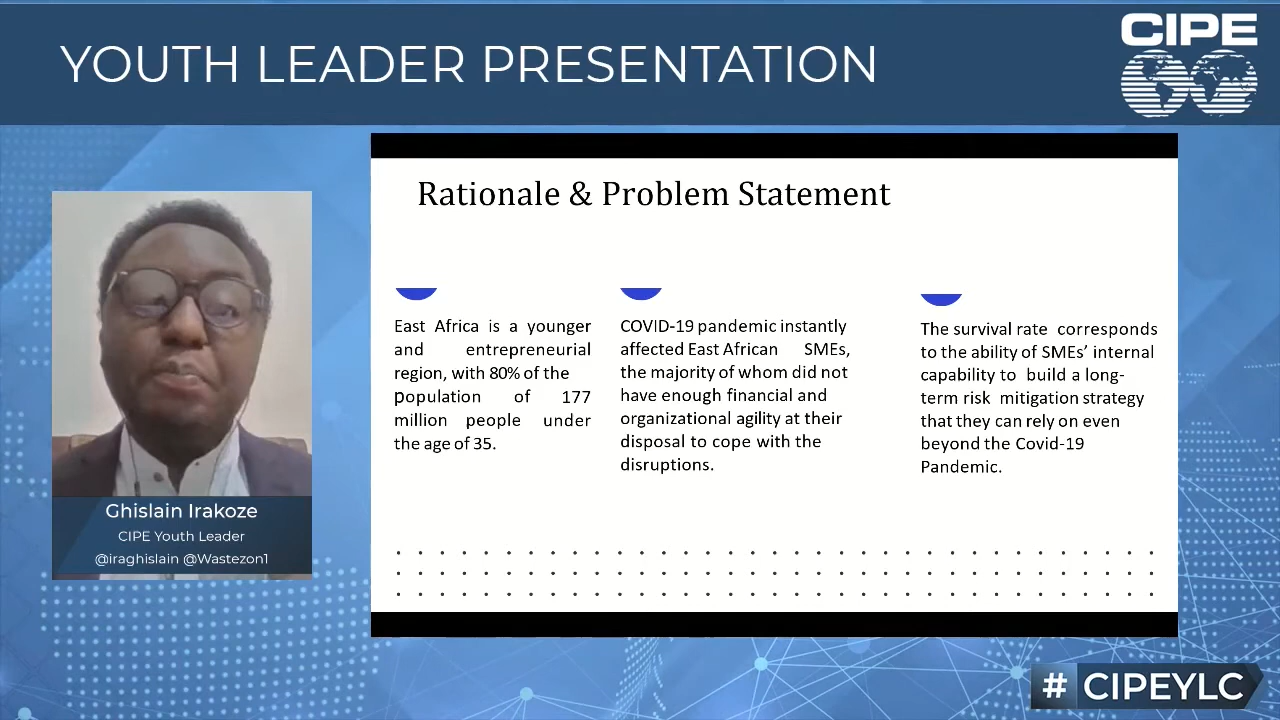 YOUTH LEADER PRESENTATION
CIPE
Rationale & Problem Statement
East Africa is a younger
and entrepreneurial
region, with 80% of the
population of 177
million people under
the age of 35.
COVID-19 pandemic instantly
affected East African SMEs,
the majority of whom did not
have enough financial and
organizational agility at their
disposal to cope with the
disruptions.
The survival rate corresponds
to the ability of SMEs’ internal
capability to build a long-
term risk mitigation strategy
that they can rely on even
beyond the Covid-19
Pandemic.
Ghislain Irakoze
CIPE Youth Leader
@iraghislain @Wastezon1
# CIPEYLC